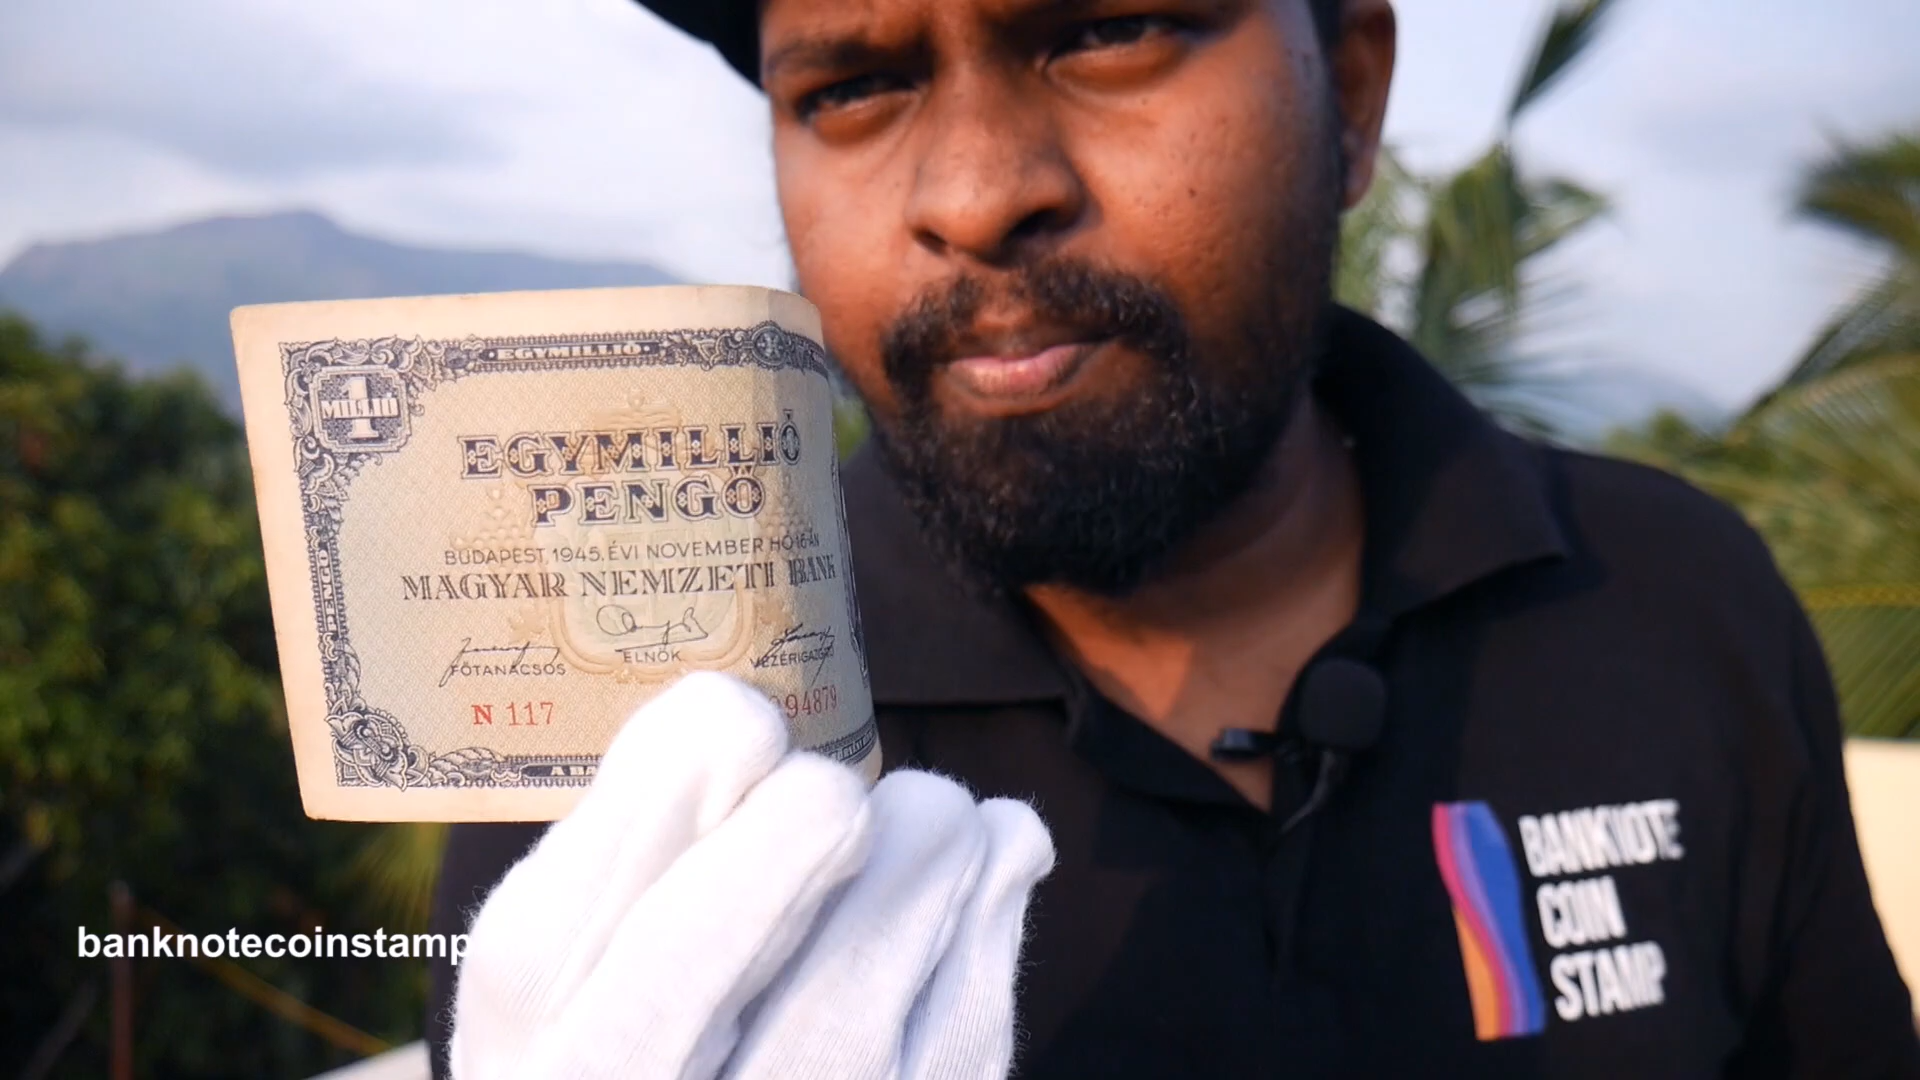 EGYMILLIÓ
1
MILLIÓ
EGYMILLIÓ
PENGŐ
BUDAPEST, 1945. ÉVI NOVEMBER HÓ 16-ÁN
MAGYAR NEMZETI BANK
FŐTANÁCSOS
ELNÖK
VEZÉRIGAZGATÓ
N 117
94879
PENGŐ
banknotecoinstamp
BANKNOTE
COIN
STAMP